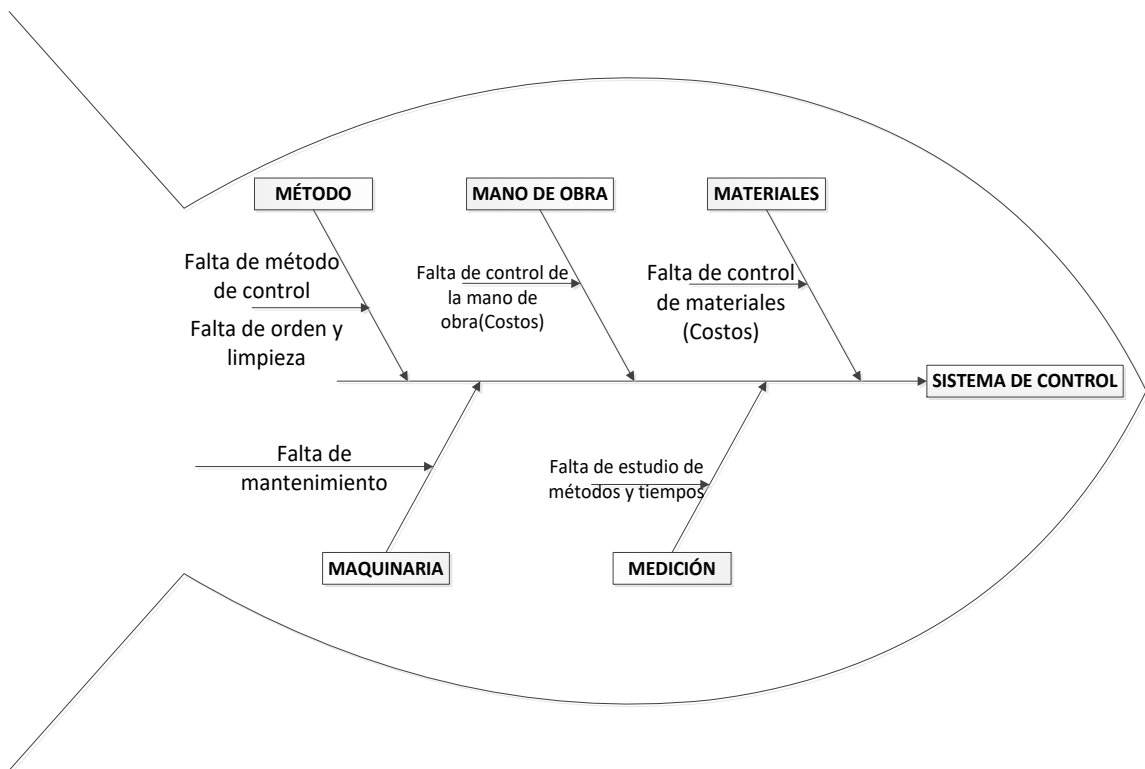 MÉTODO
MANO DE OBRA
MATERIALES
Falta de método
de control
Falta de orden y
limpieza
Falta de control de
la mano de
obra(Costos)
Falta de control
de materiales
(Costos)
SISTEMA DE CONTROL
Falta de
mantenimiento
Falta de estudio de
métodos y tiempos
MAQUINARIA
MEDICIÓN